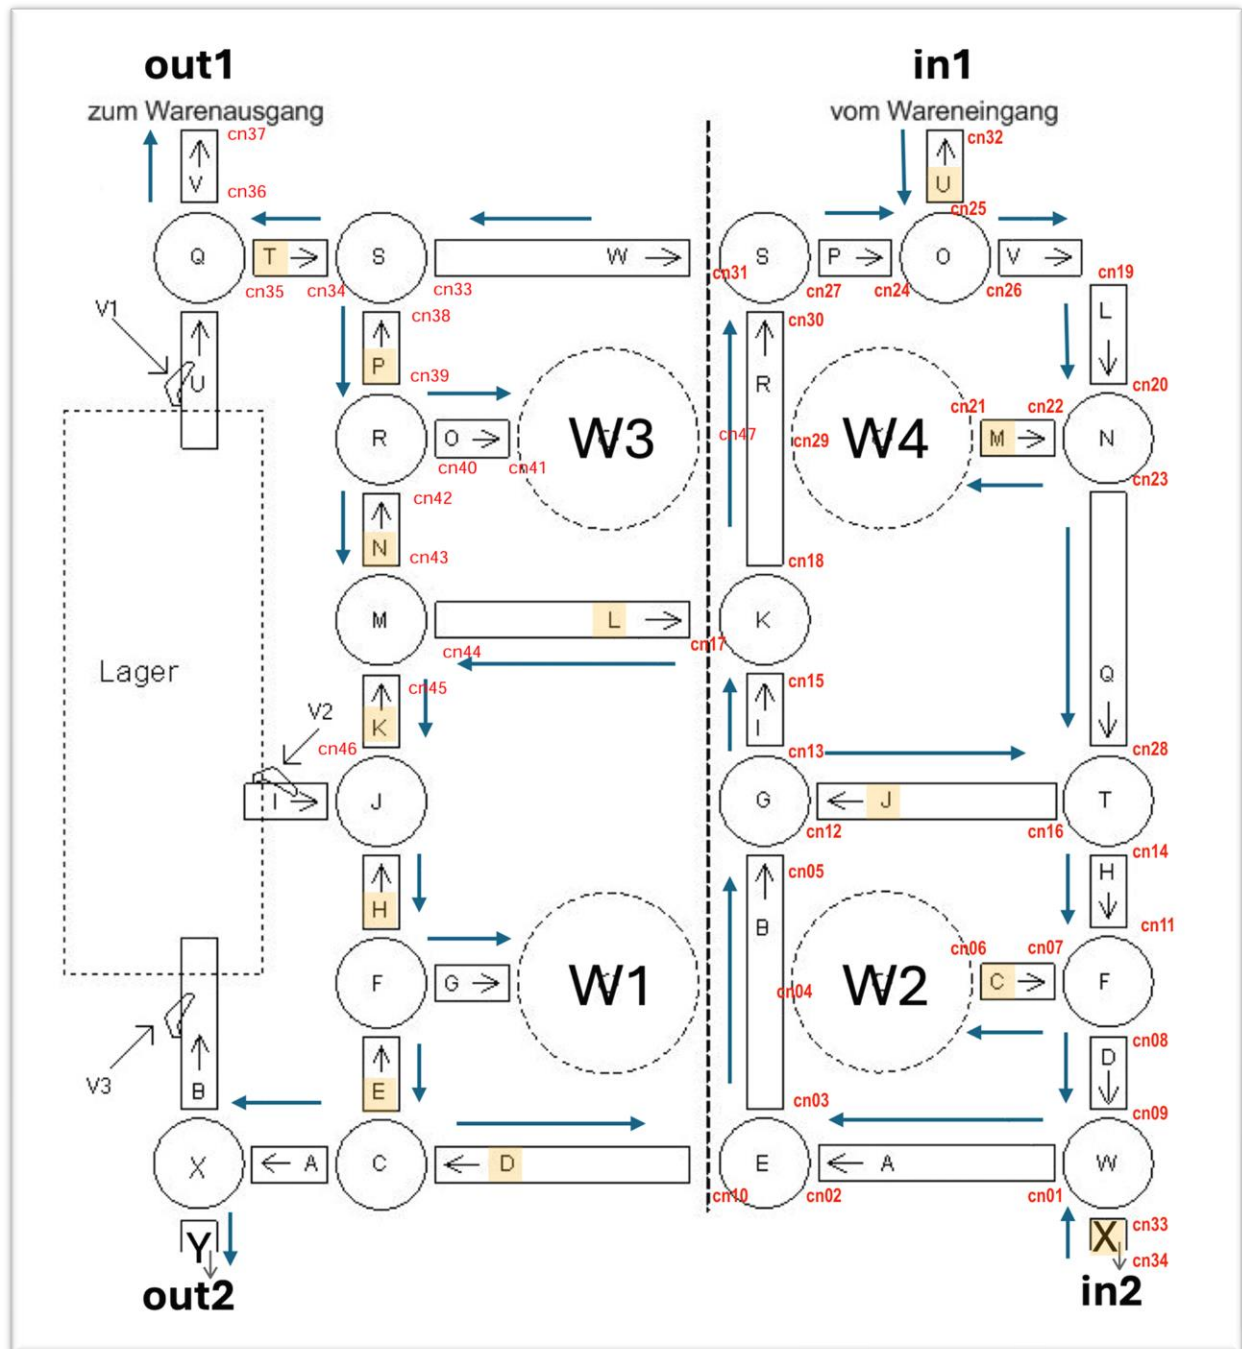 out1 in1
zum Warenausgang vom Wareneingang
cn37 cn32
V U
cn36 cn25
Q T S W S P O V
cn35 cn34 cn33 cn31 cn27 cn24 cn26 cn19
V1 cn38 cn30 L
U P R
cn39 cn20
cn21 cn22
R O W3 cn47 cn29 W4 M N
cn40 cn41 cn23
cn42
N
cn43 cn18
M L K
cn44 cn17
Lager cn45 cn15 Q
V2 K I
cn46 cn13 cn28
I J G J T
cn12 cn16
cn14
H cn05 H
B cn11
cn06 cn07
F G W1 cn04 W2 C F
V3 cn08
B E D
cn03 cn09
X A C D E A W
cn10 cn02 cn01
Y X cn33
cn34
out2 in2